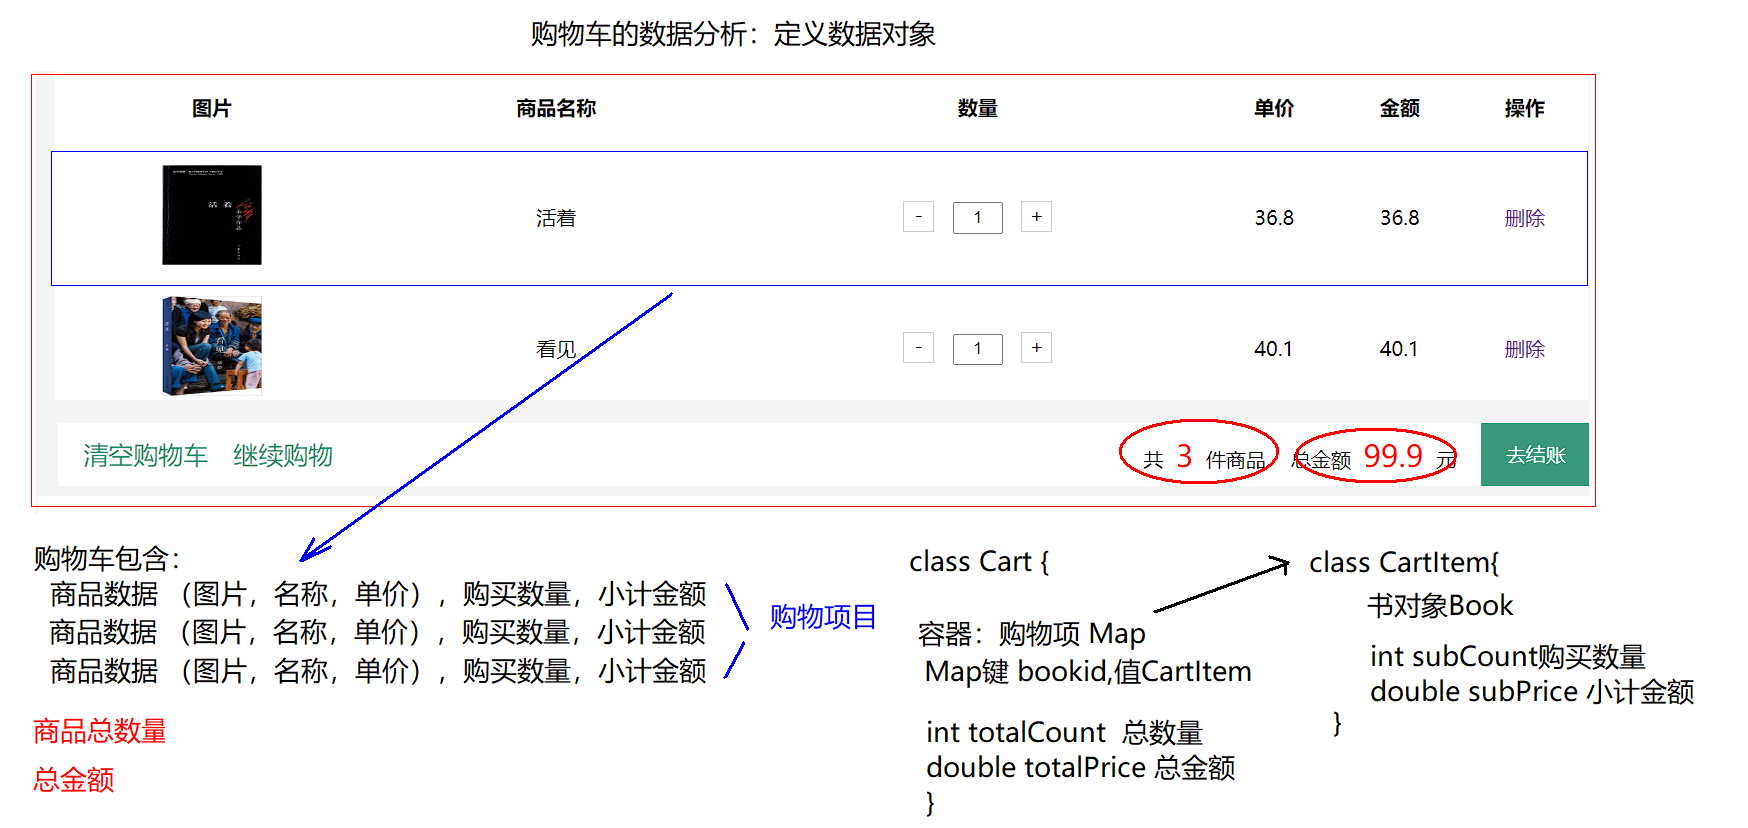 购物车的数据分析：定义数据对象
图片 商品名称 数量 单价 金额 操作
活着
活着 - 1 + 36.8 36.8 删除
看见
看见 - 1 + 40.1 40.1 删除
清空购物车 继续购物 共 3 件商品 总金额 99.9 元 去结账
购物车包含：
商品数据 （图片，名称，单价），购买数量，小计金额
商品数据 （图片，名称，单价），购买数量，小计金额
商品数据 （图片，名称，单价），购买数量，小计金额
购物项目
商品总数量
总金额
class Cart {
容器：购物项 Map
Map键 bookid,值CartItem
int totalCount 总数量
double totalPrice 总金额
}
class CartItem{
书对象Book
int subCount购买数量
double subPrice 小计金额
}